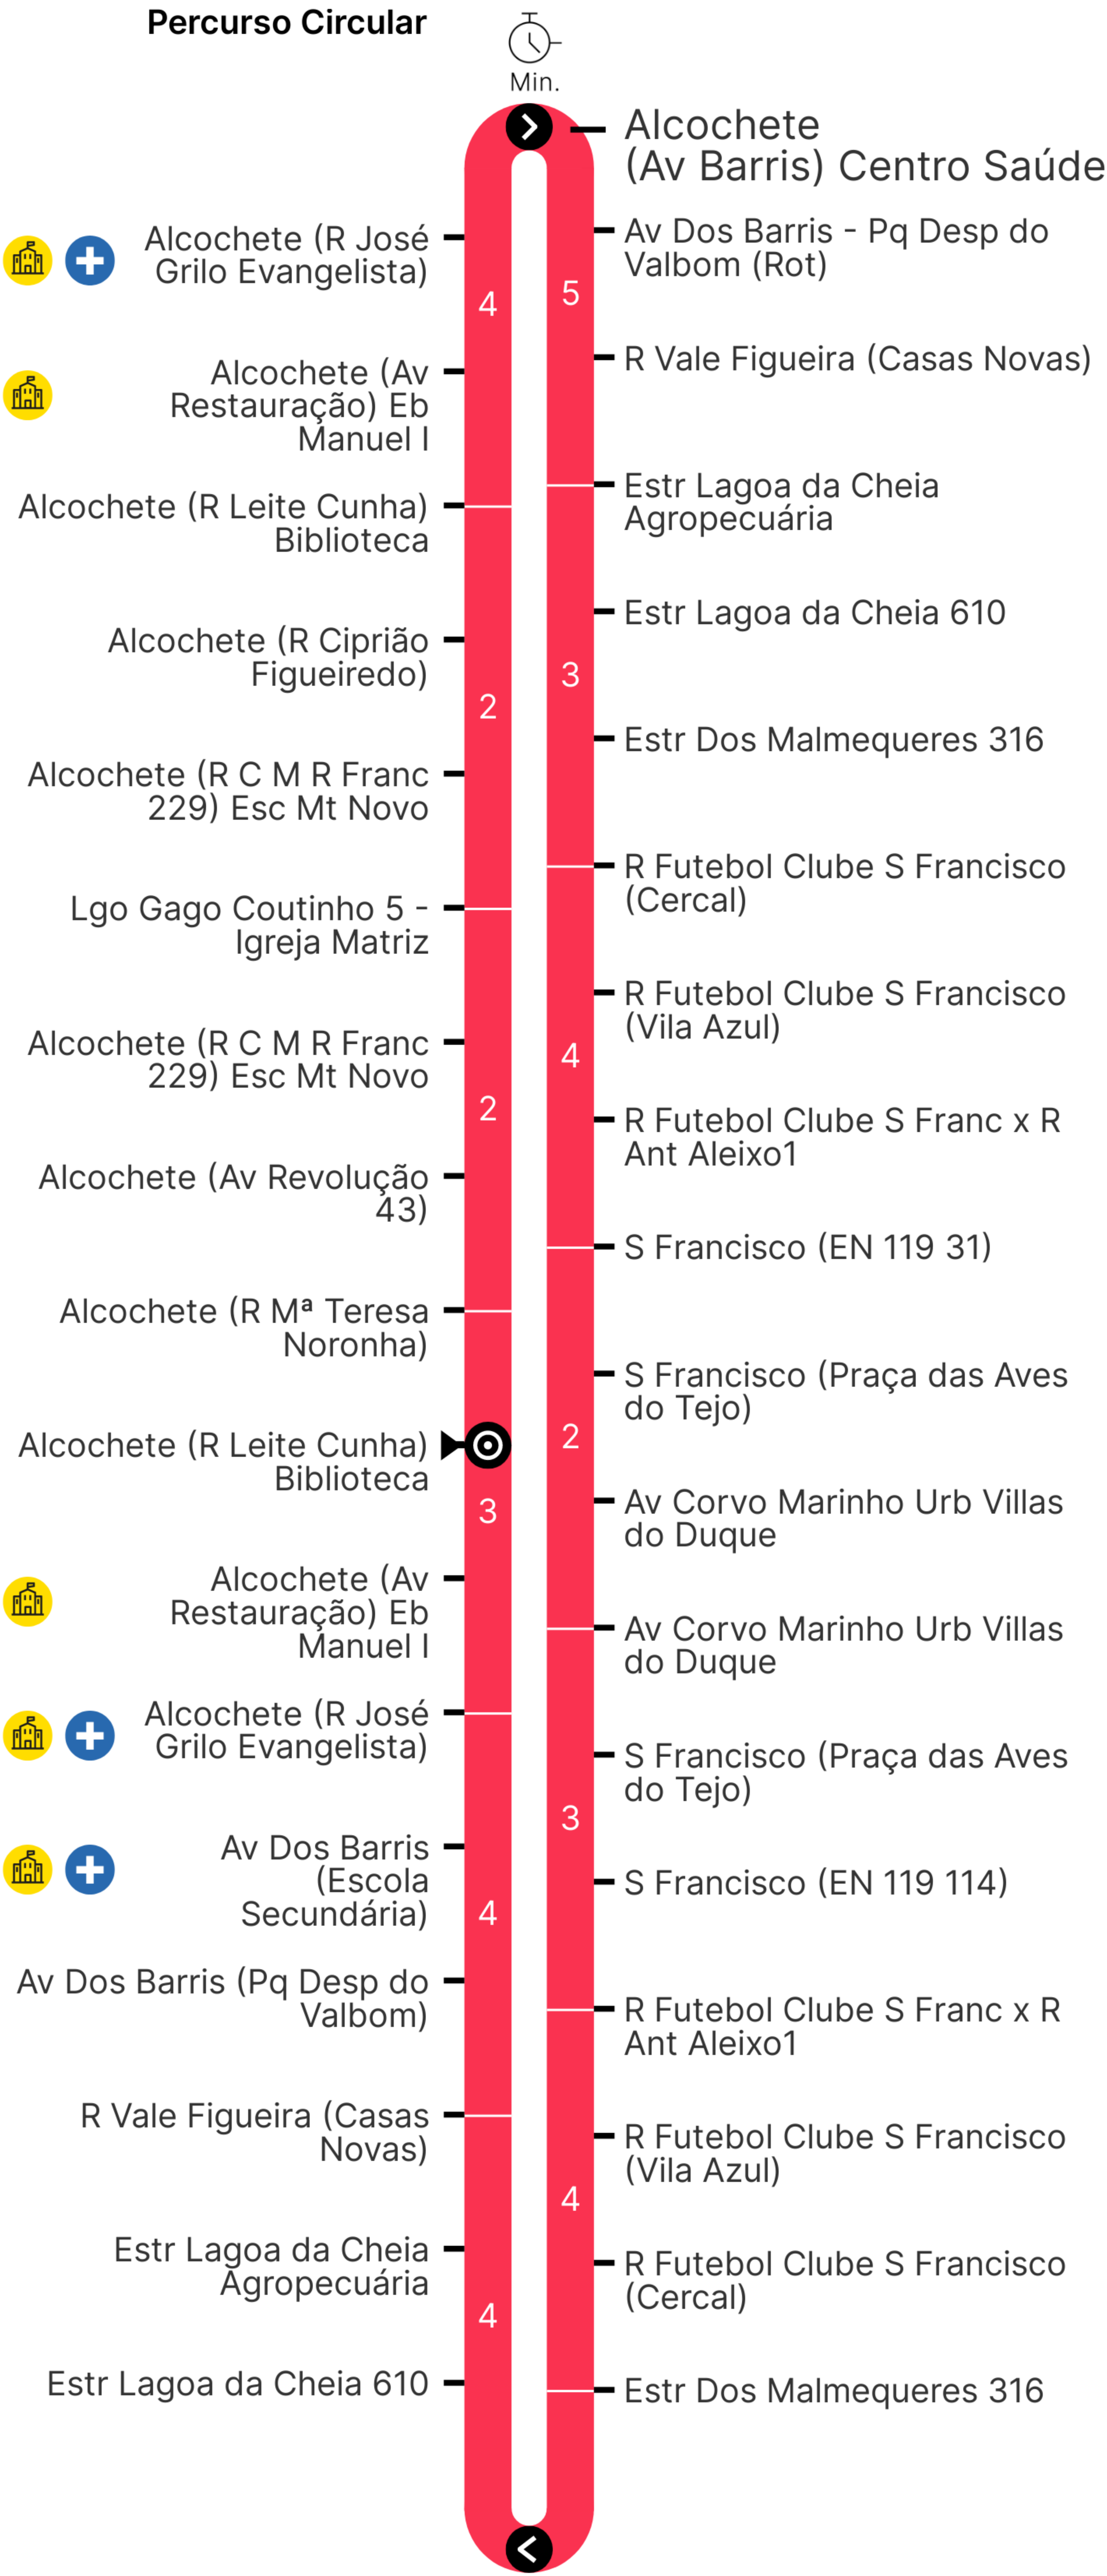 Percurso Circular
Min.
Alcochete
(Av Barris) Centro Saúde
Av Dos Barris - Pq Desp do
Valbom (Rot)
5
R Vale Figueira (Casas Novas)
Estr Lagoa da Cheia
Agropecuária
Estr Lagoa da Cheia 610
3
Estr Dos Malmequeres 316
R Futebol Clube S Francisco
(Cercal)
R Futebol Clube S Francisco
(Vila Azul)
4
R Futebol Clube S Franc x R
Ant Aleixo1
S Francisco (EN 119 31)
S Francisco (Praça das Aves
do Tejo)
2
Av Corvo Marinho Urb Villas
do Duque
Av Corvo Marinho Urb Villas
do Duque
S Francisco (Praça das Aves
do Tejo)
3
S Francisco (EN 119 114)
R Futebol Clube S Franc x R
Ant Aleixo1
R Futebol Clube S Francisco
(Vila Azul)
4
R Futebol Clube S Francisco
(Cercal)
Estr Dos Malmequeres 316
Alcochete (R José
Grilo Evangelista)
4
Alcochete (Av
Restauração) Eb
Manuel I
Alcochete (R Leite Cunha)
Biblioteca
Alcochete (R Ciprião
Figueiredo)
2
Alcochete (R C M R Franc
229) Esc Mt Novo
Lgo Gago Coutinho 5 -
Igreja Matriz
Alcochete (R C M R Franc
229) Esc Mt Novo
2
Alcochete (Av Revolução
43)
Alcochete (R Mª Teresa
Noronha)
Alcochete (R Leite Cunha)
Biblioteca
3
Alcochete (Av
Restauração) Eb
Manuel I
Alcochete (R José
Grilo Evangelista)
Av Dos Barris
(Escola
Secundária)
4
Av Dos Barris (Pq Desp do
Valbom)
R Vale Figueira (Casas
Novas)
Estr Lagoa da Cheia
Agropecuária
4
Estr Lagoa da Cheia 610